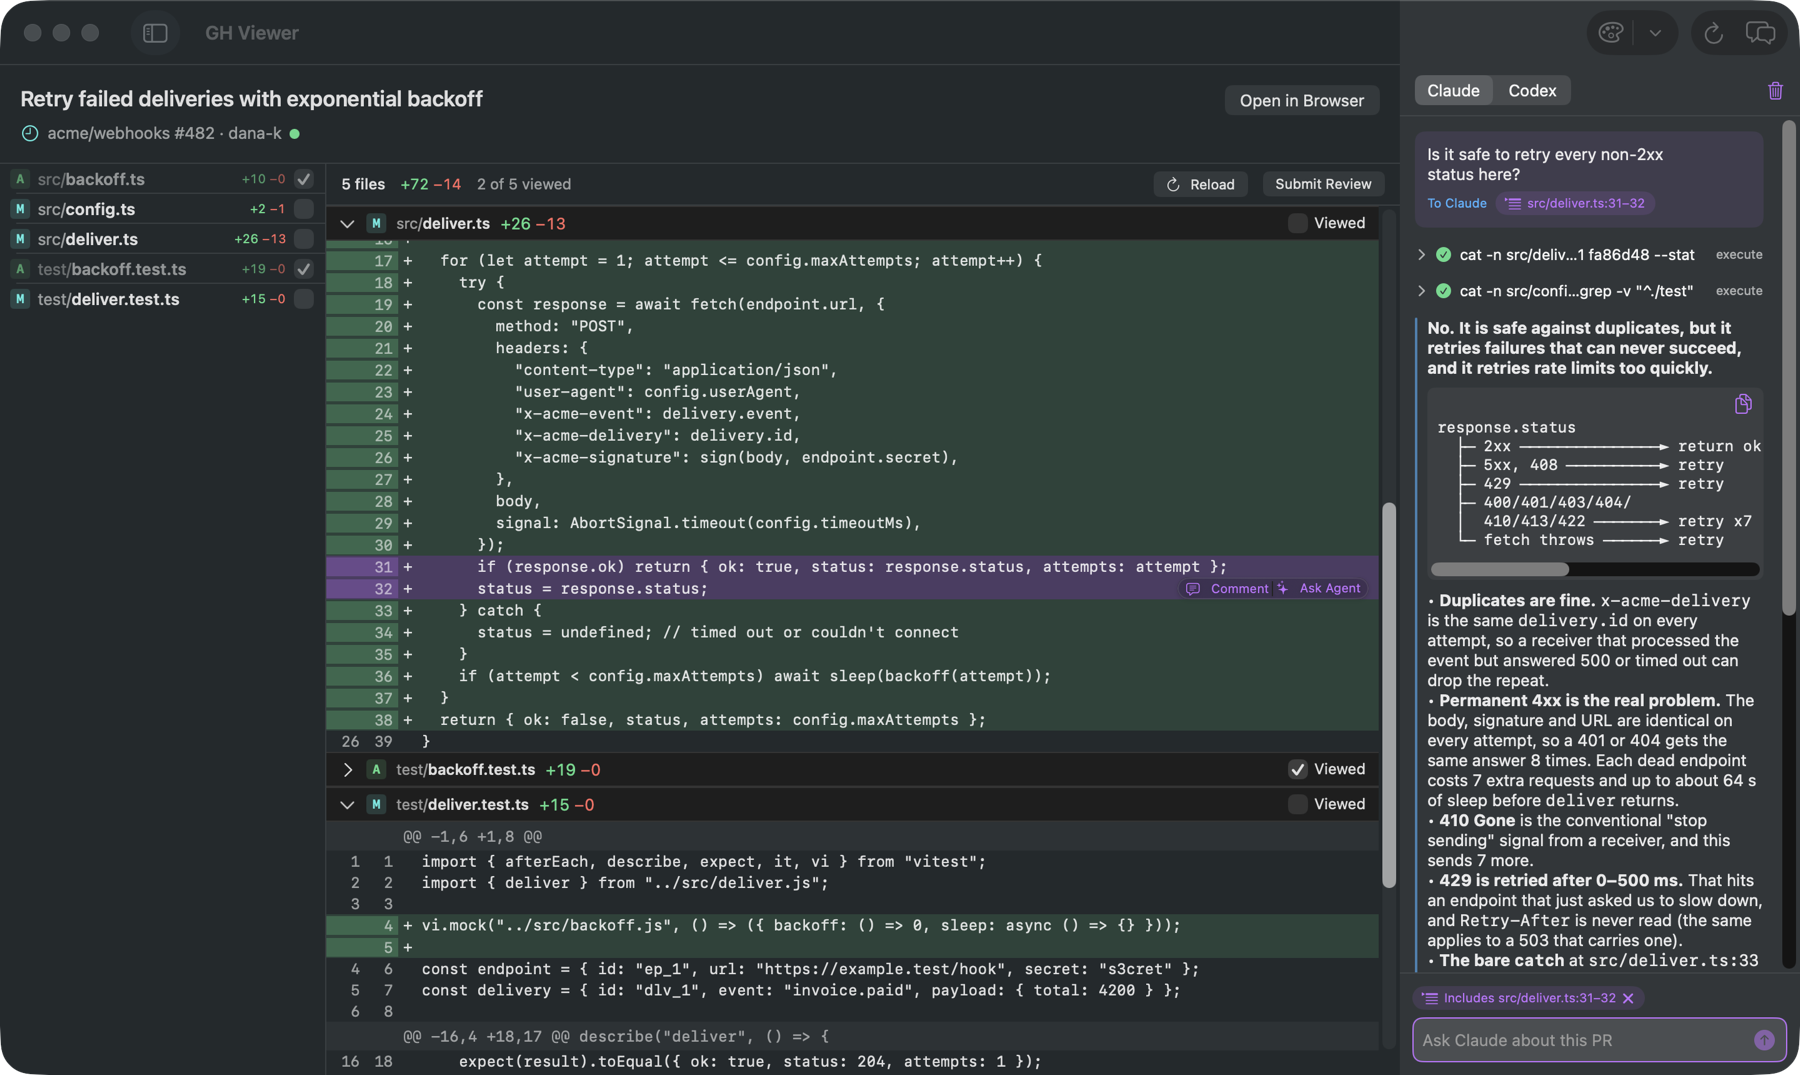 GH Viewer
Retry failed deliveries with exponential backoff
Open in Browser
acme/webhooks #482 · dana-k
A src/backoff.ts +10 −0
M src/config.ts +2 −1
M src/deliver.ts +26 −13
A test/backoff.test.ts +19 −0
M test/deliver.test.ts +15 −0
5 files +72 −14 2 of 5 viewed
Reload
Submit Review
M src/deliver.ts +26 −13
Viewed
17 + for (let attempt = 1; attempt <= config.maxAttempts; attempt++) {
18 + try {
19 + const response = await fetch(endpoint.url, {
20 + method: "POST",
21 + headers: {
22 + "content-type": "application/json",
23 + "user-agent": config.userAgent,
24 + "x-acme-event": delivery.event,
25 + "x-acme-delivery": delivery.id,
26 + "x-acme-signature": sign(body, endpoint.secret),
27 + },
28 + body,
29 + signal: AbortSignal.timeout(config.timeoutMs),
30 + });
31 + if (response.ok) return { ok: true, status: response.status, attempts: attempt };
32 + status = response.status;
Comment
Ask Agent
33 + } catch {
34 + status = undefined; // timed out or couldn't connect
35 + }
36 + if (attempt < config.maxAttempts) await sleep(backoff(attempt));
37 + }
38 + return { ok: false, status, attempts: config.maxAttempts };
26 39 }
A test/backoff.test.ts +19 −0
Viewed
M test/deliver.test.ts +15 −0
Viewed
@@ −1,6 +1,8 @@
1 1 import { afterEach, describe, expect, it, vi } from "vitest";
2 2 import { deliver } from "../src/deliver.js";
3 3
4 + vi.mock("../src/backoff.js", () => ({ backoff: () => 0, sleep: async () => {} }));
5 +
4 6 const endpoint = { id: "ep_1", url: "https://example.test/hook", secret: "s3cret" };
5 7 const delivery = { id: "dlv_1", event: "invoice.paid", payload: { total: 4200 } };
6 8
@@ −16,4 +18,17 @@ describe("deliver", () => {
16 18 expect(result).toEqual({ ok: true, status: 204, attempts: 1 });
Claude
Codex
Is it safe to retry every non-2xx
status here?
To Claude src/deliver.ts:31–32
cat -n src/deliv...1 fa86d48 --stat execute
cat -n src/confi...grep -v "^./test" execute
No. It is safe against duplicates, but it
retries failures that can never succeed,
and it retries rate limits too quickly.
response.status
├─ 2xx ────────────────► return ok
├─ 5xx, 408 ───────────► retry
├─ 429 ────────────────► retry
├─ 400/401/403/404/
│ 410/413/422 ────────► retry x7
└─ fetch throws ───────► retry
• Duplicates are fine. x-acme-delivery
is the same delivery.id on every
attempt, so a receiver that processed the
event but answered 500 or timed out can
drop the repeat.
• Permanent 4xx is the real problem. The
body, signature and URL are identical on
every attempt, so a 401 or 404 gets the
same answer 8 times. Each dead endpoint
costs 7 extra requests and up to about 64 s
of sleep before deliver returns.
• 410 Gone is the conventional "stop
sending" signal from a receiver, and this
sends 7 more.
• 429 is retried after 0–500 ms. That hits
an endpoint that just asked us to slow down,
and Retry-After is never read (the same
applies to a 503 that carries one).
• The bare catch at src/deliver.ts:33
Includes src/deliver.ts:31–32
Ask Claude about this PR